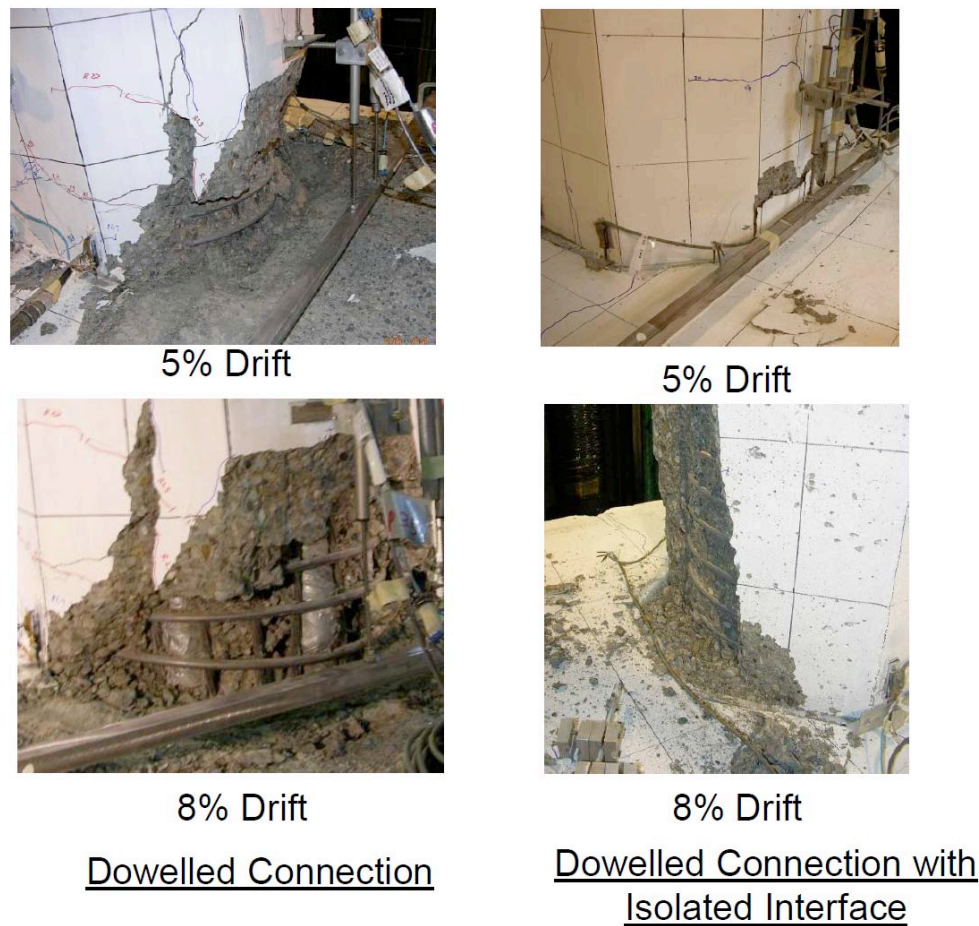 5% Drift
5% Drift
8% Drift
8% Drift
Dowelled Connection
Dowelled Connection with
Isolated Interface